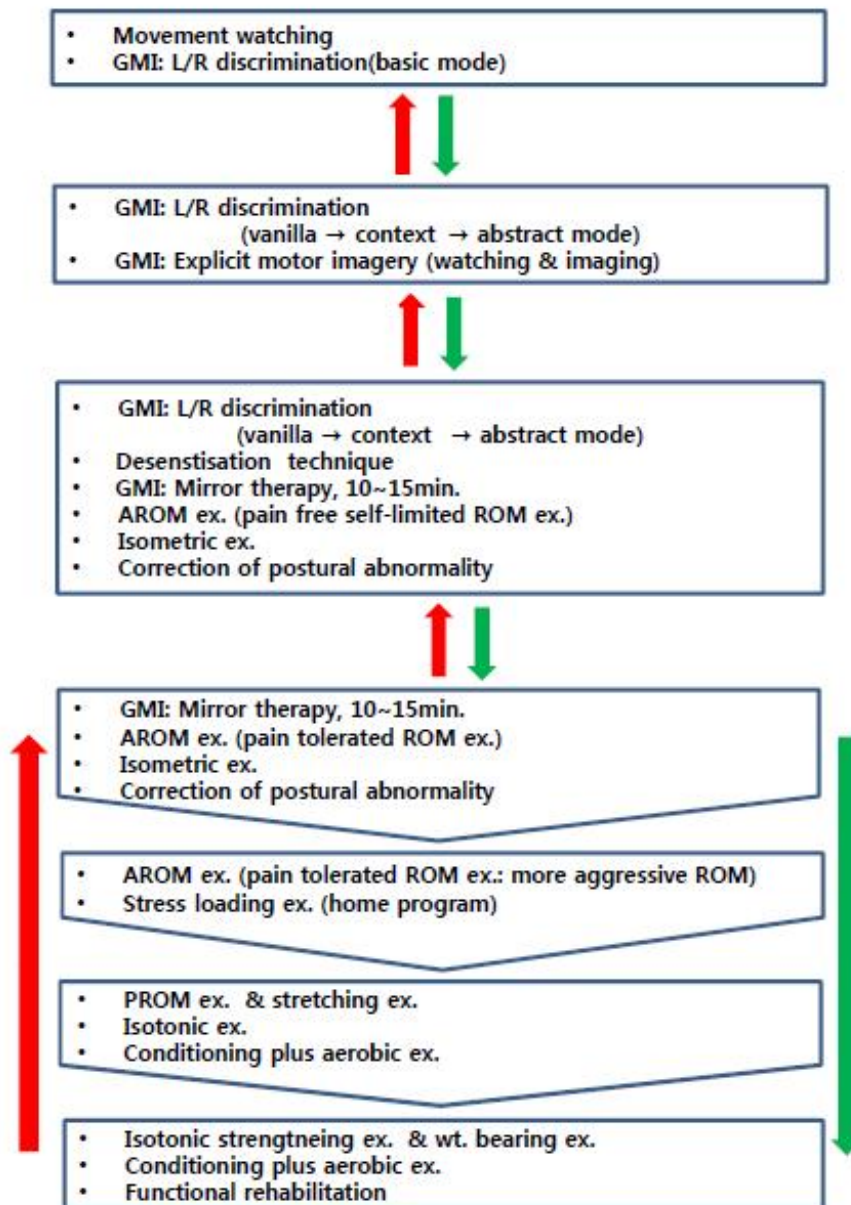 • Movement watching
• GMI: L/R discrimination(basic mode)
• GMI: L/R discrimination
(vanilla → context → abstract mode)
• GMI: Explicit motor imagery (watching & imaging)
• GMI: L/R discrimination
(vanilla → context → abstract mode)
• Desenstisation technique
• GMI: Mirror therapy, 10~15min.
• AROM ex. (pain free self-limited ROM ex.)
• Isometric ex.
• Correction of postural abnormality
• GMI: Mirror therapy, 10~15min.
• AROM ex. (pain tolerated ROM ex.)
• Isometric ex.
• Correction of postural abnormality
• AROM ex. (pain tolerated ROM ex.: more aggressive ROM)
• Stress loading ex. (home program)
• PROM ex. & stretching ex.
• Isotonic ex.
• Conditioning plus aerobic ex.
• Isotonic strengtneing ex. & wt. bearing ex.
• Conditioning plus aerobic ex.
• Functional rehabilitation